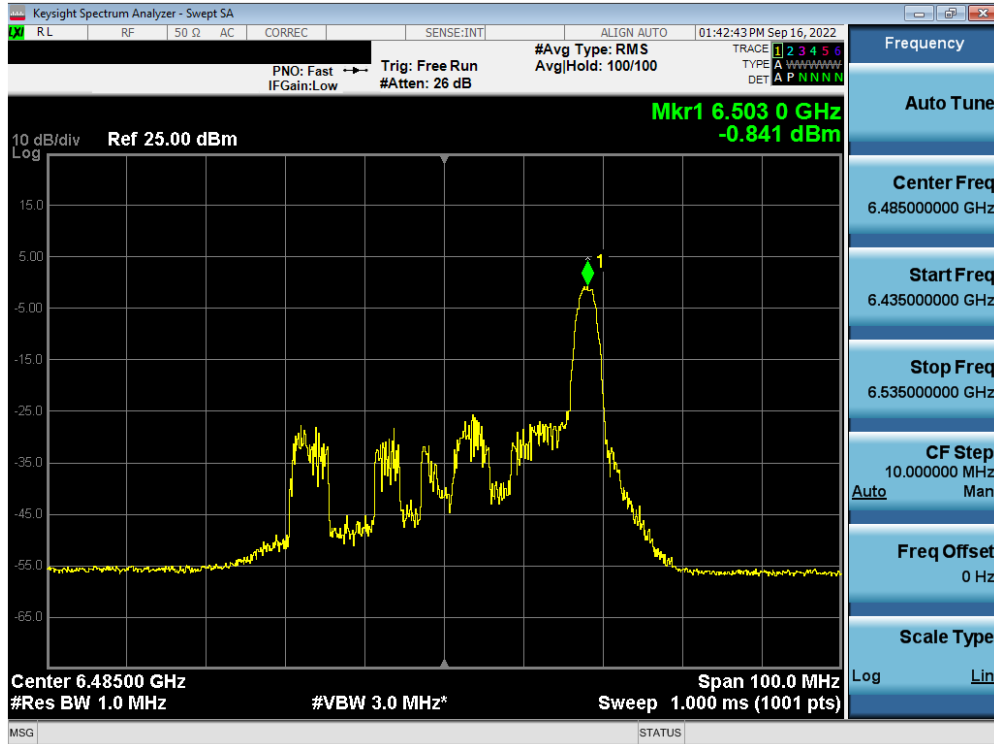 Keysight Spectrum Analyzer - Swept SA
LXI RL RF 50 Ω AC CORREC SENSE:INT ALIGN AUTO 01:42:43 PM Sep 16, 2022
PNO: Fast
IFGain:Low
Trig: Free Run
#Atten: 26 dB
#Avg Type: RMS
Avg|Hold: 100/100
TRACE 1 2 3 4 5 6
TYPE A WWWWW
DET A P N N N N
Mkr1 6.503 0 GHz
-0.841 dBm
10 dB/div Ref 25.00 dBm
Log
15.0
5.00
1
-5.00
-15.0
-25.0
-35.0
-45.0
-55.0
-65.0
Center 6.48500 GHz Span 100.0 MHz
#Res BW 1.0 MHz #VBW 3.0 MHz* Sweep 1.000 ms (1001 pts)
MSG STATUS
Frequency
Auto Tune
Center Freq
6.485000000 GHz
Start Freq
6.435000000 GHz
Stop Freq
6.535000000 GHz
CF Step
10.000000 MHz
Auto Man
Freq Offset
0 Hz
Scale Type
Log Lin